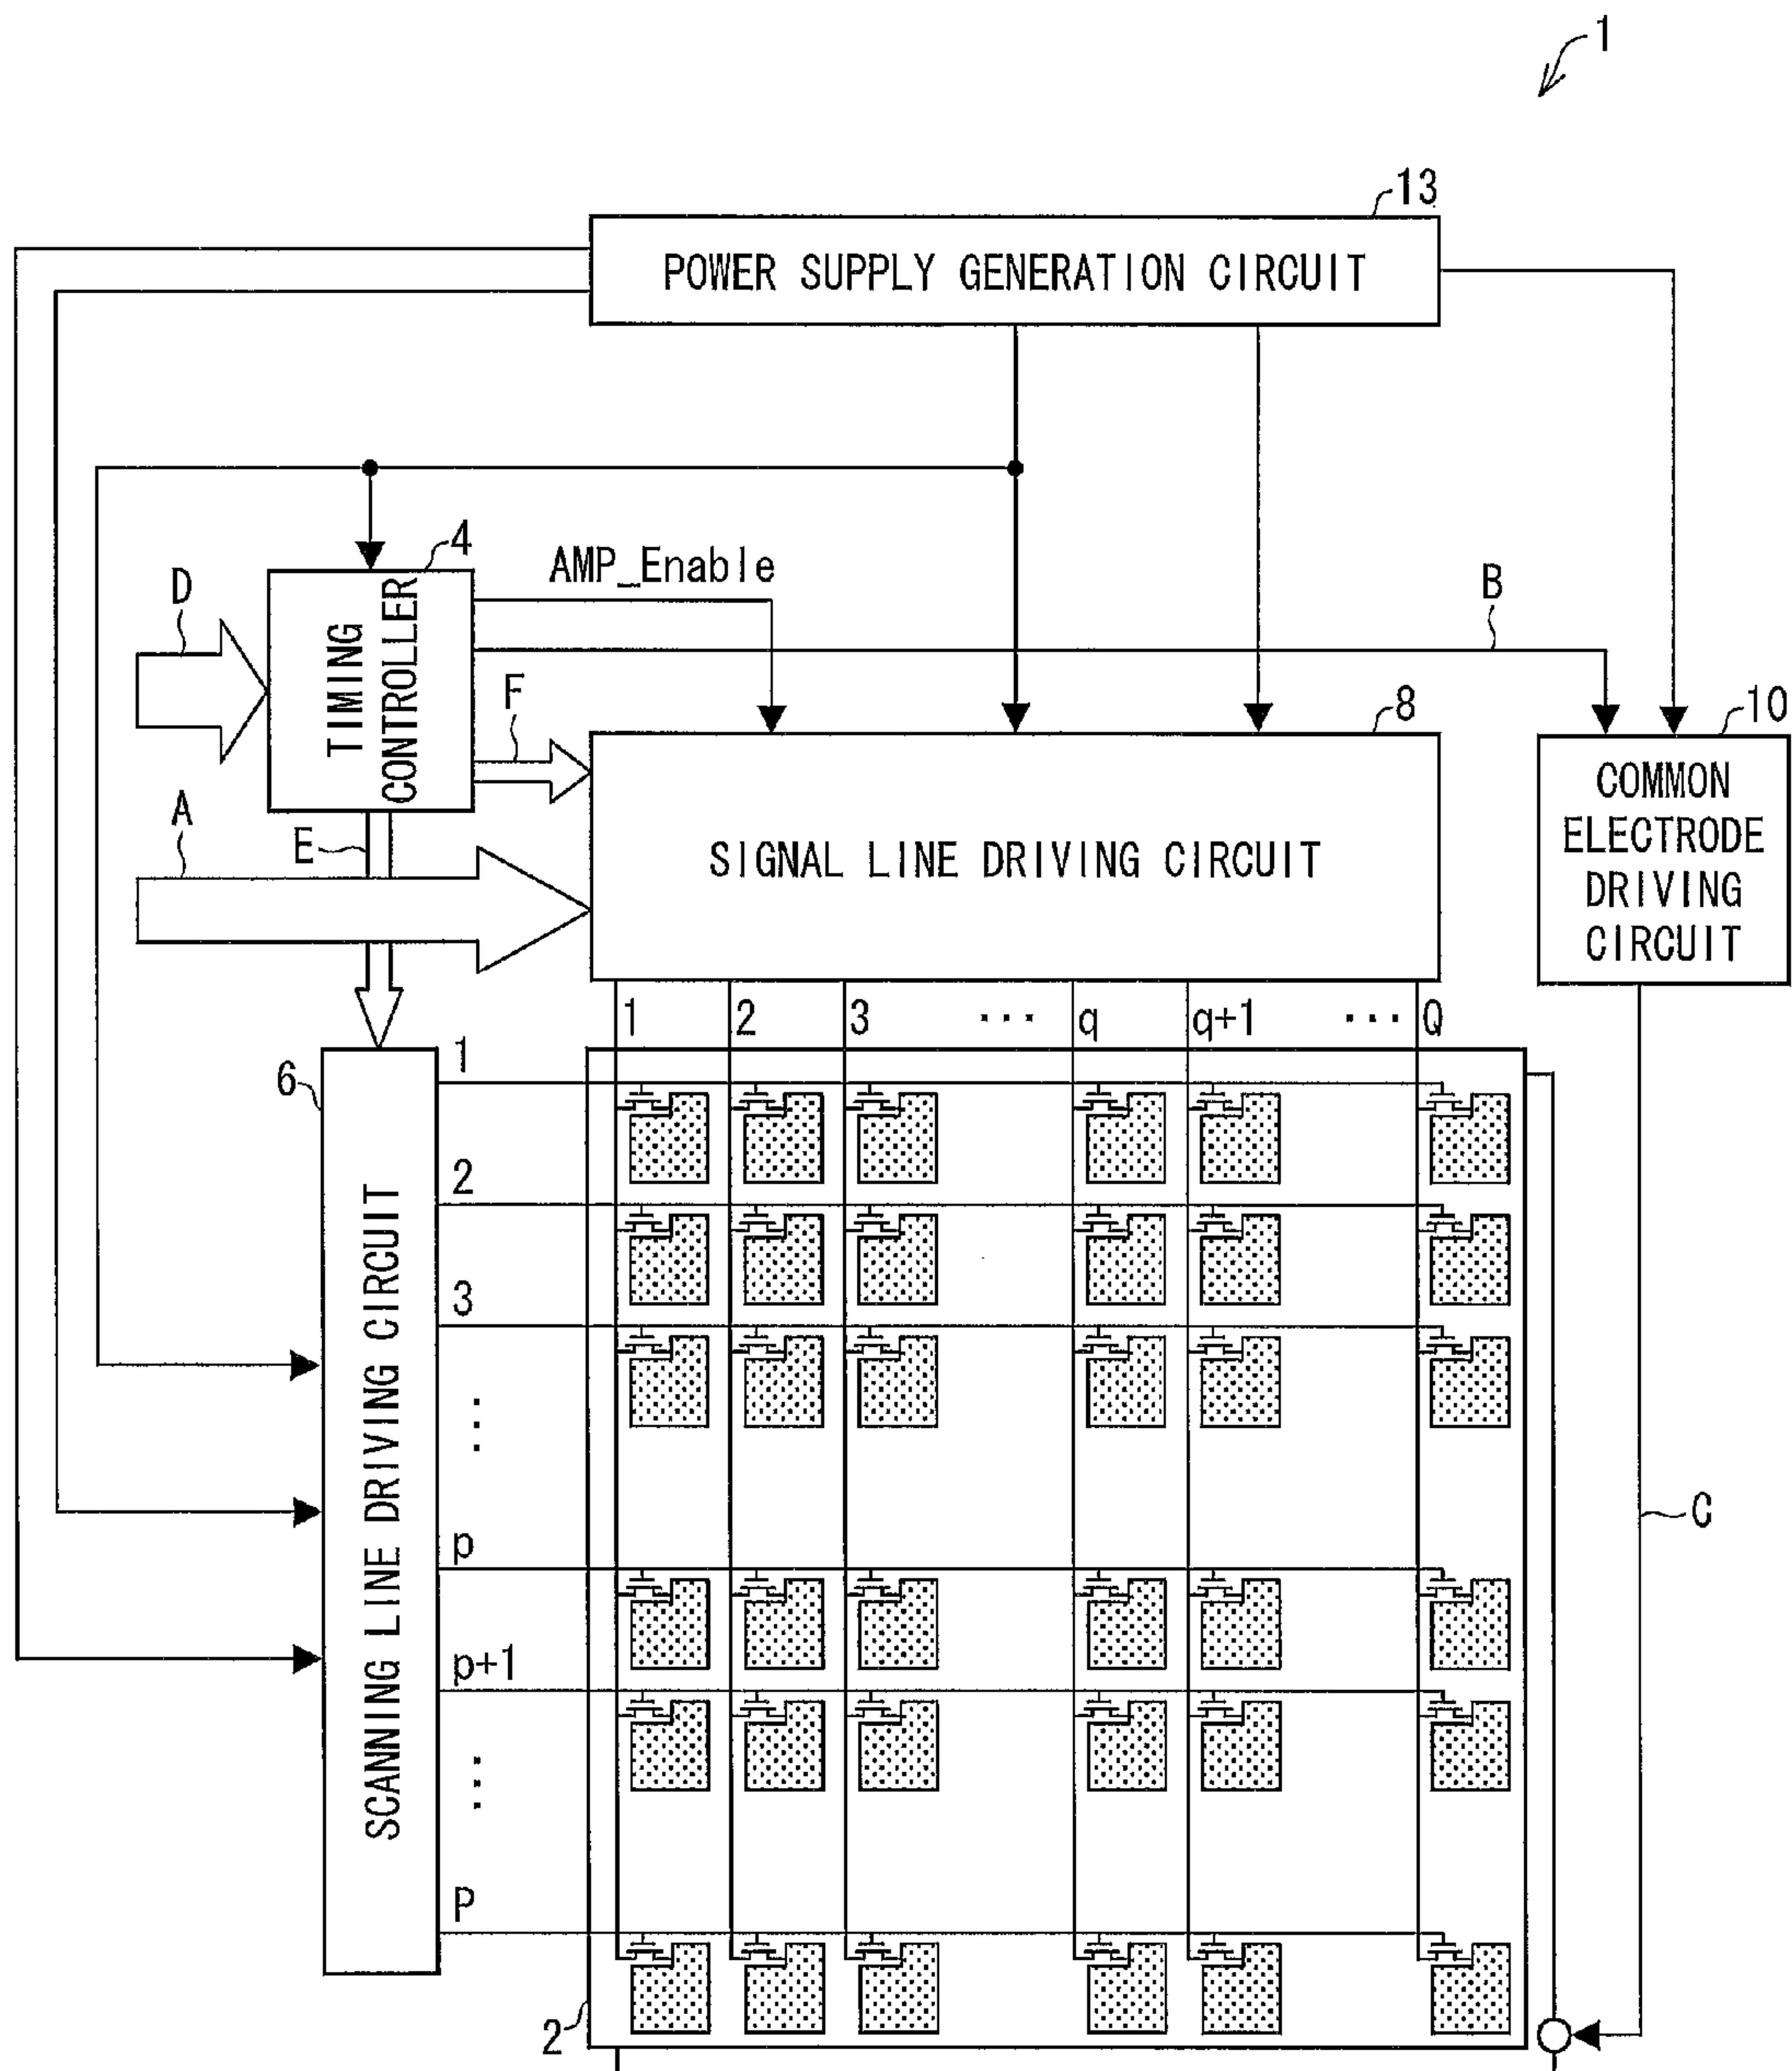 1
13
POWER SUPPLY GENERATION CIRCUIT
4
AMP_Enable
D
B
TIMING
CONTROLLER
F
8
10
A
E
SIGNAL LINE DRIVING CIRCUIT
COMMON
ELECTRODE
DRIVING
CIRCUIT
1 2 3 ... q q+1 ... Q
6
1
2
3
⋮
p
p+1
⋮
P
SCANNING LINE DRIVING CIRCUIT
C
2